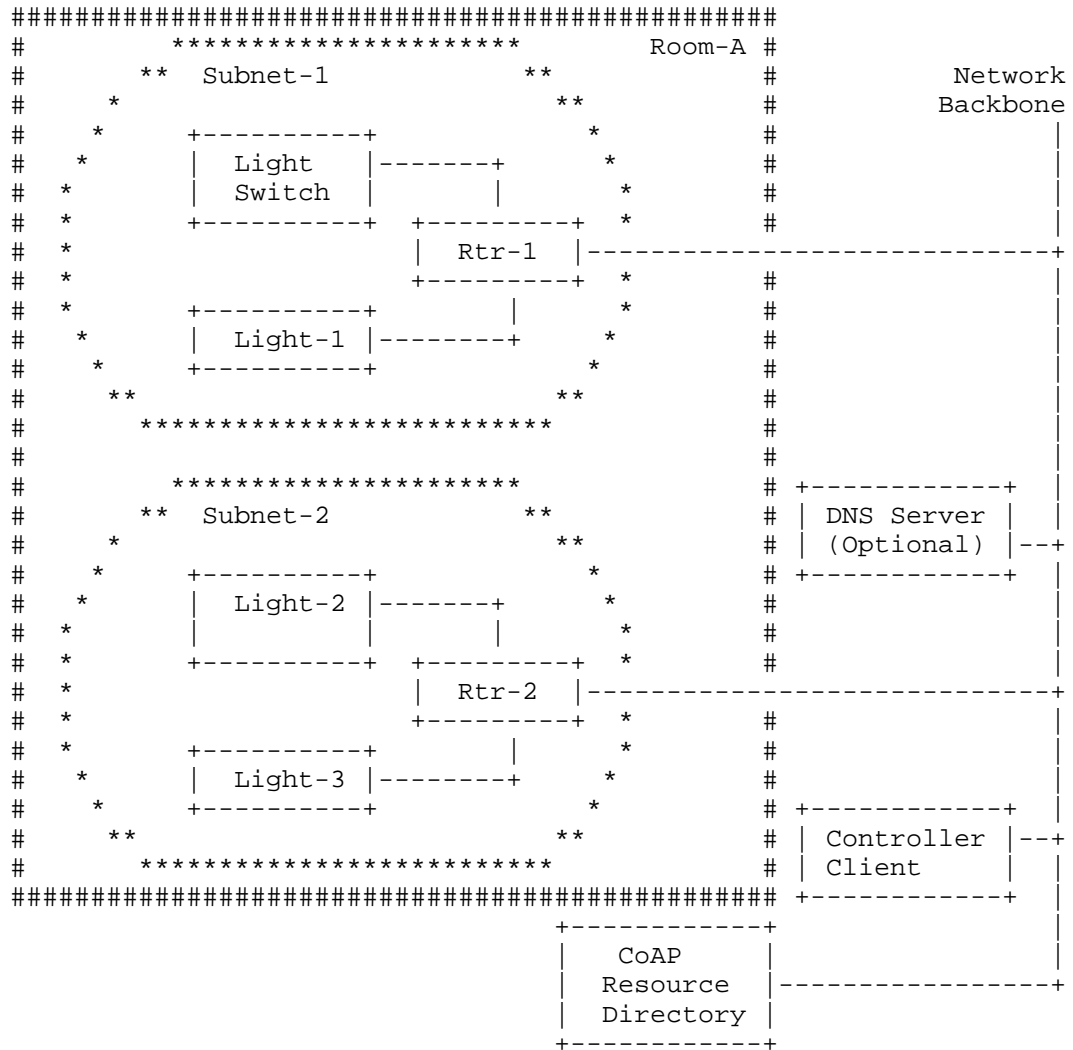 Room-A
Subnet-1
Network
Backbone
Light
Switch
Rtr-1
Light-1
Subnet-2
DNS Server
(Optional)
Light-2
Rtr-2
Light-3
Controller
Client
CoAP
Resource
Directory